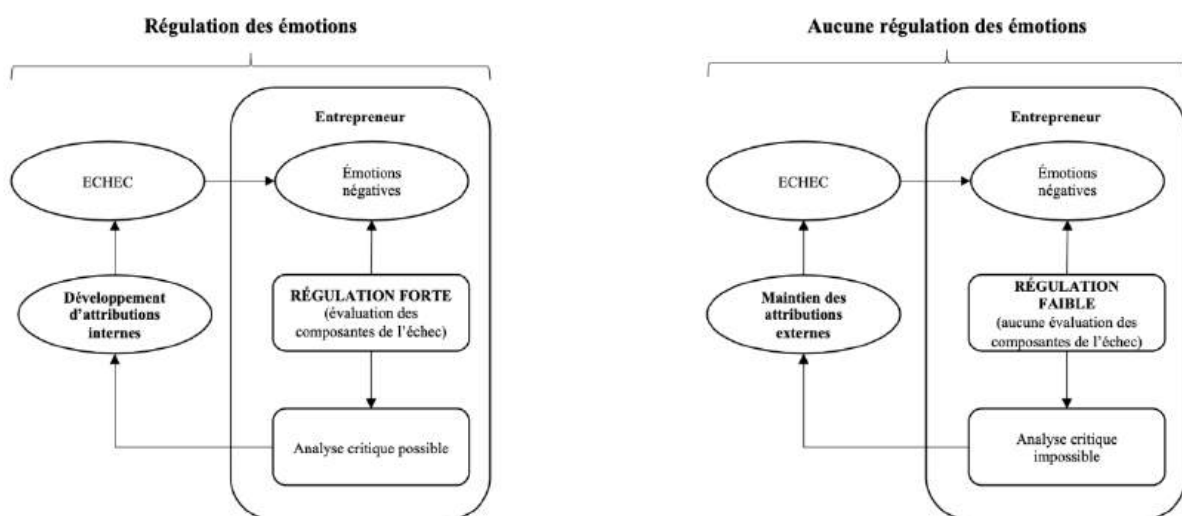 Régulation des émotions
Entrepreneur
ECHEC
Émotions
négatives
Développement
d'attributions
internes
RÉGULATION FORTE
(évaluation des
composantes de l'échec)
Analyse critique possible
Aucune régulation des émotions
Entrepreneur
ECHEC
Émotions
négatives
Maintien des
attributions
externes
RÉGULATION
FAIBLE
(aucune évaluation des
composantes de l'échec)
Analyse critique
impossible